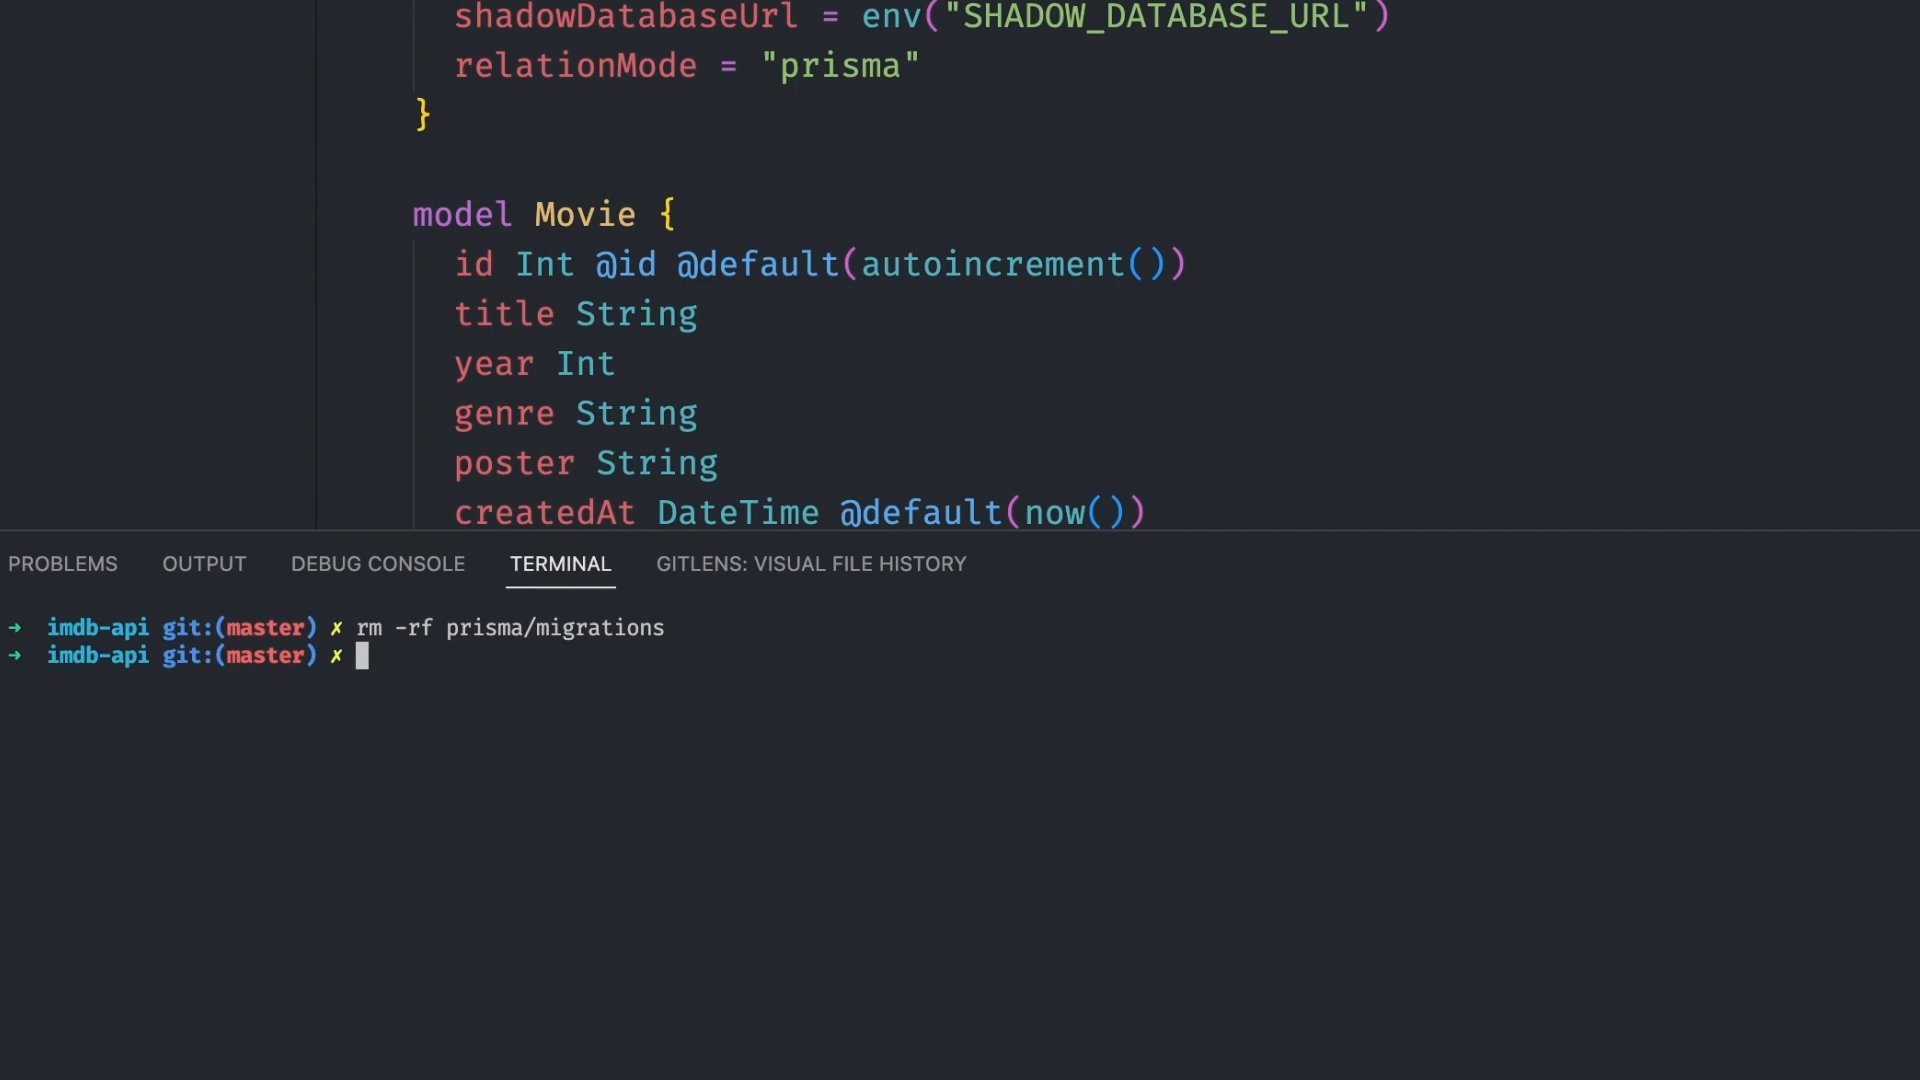 shadowDatabaseUrl = env("SHADOW_DATABASE_URL")
relationMode = "prisma"
}
model Movie {
id Int @id @default(autoincrement())
title String
year Int
genre String
poster String
createdAt DateTime @default(now())
PROBLEMS OUTPUT DEBUG CONSOLE TERMINAL GITLENS: VISUAL FILE HISTORY
➜ imdb-api git:(master) ✗ rm -rf prisma/migrations
➜ imdb-api git:(master) ✗